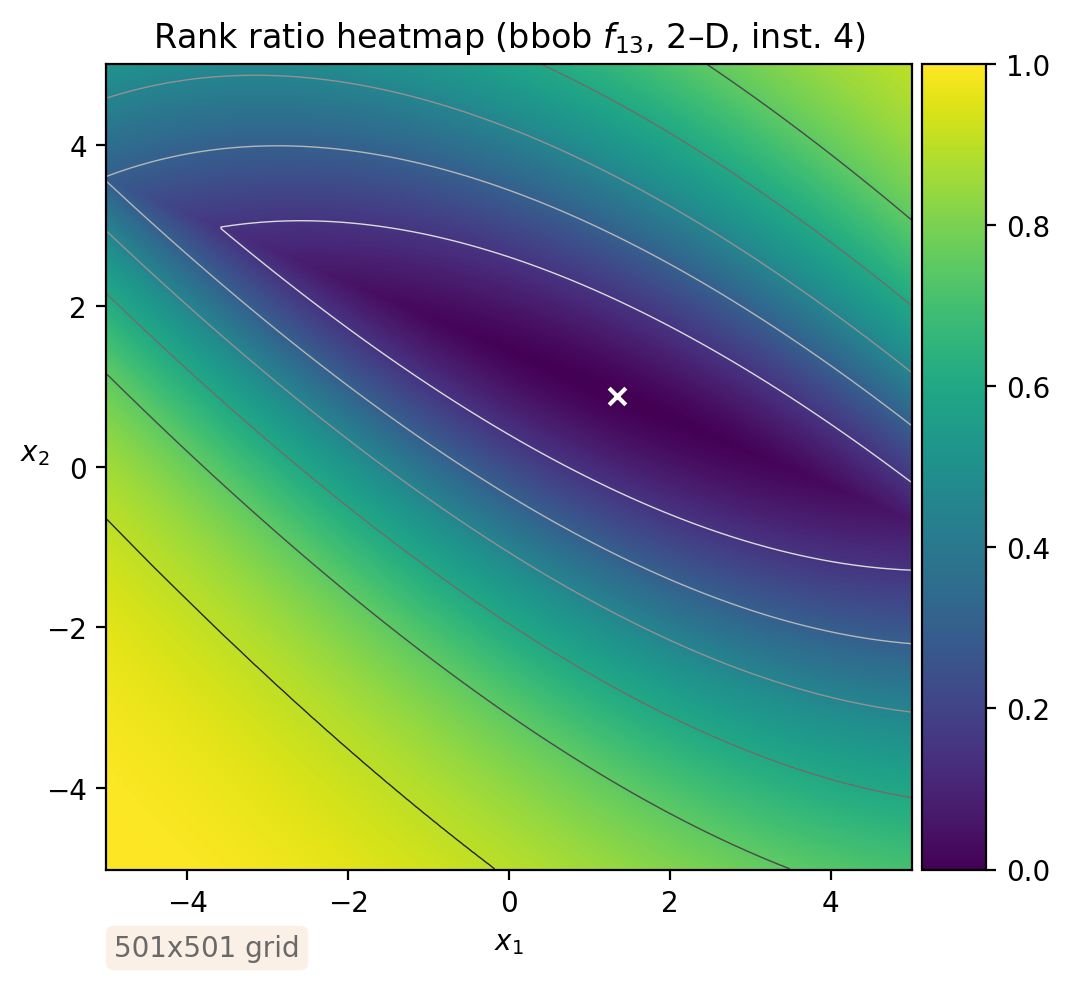 Rank ratio heatmap (bbob f₁₃, 2–D, inst. 4)
4
2
0
−2
−4
x₂
−4 −2 0 2 4
x₁
1.0
0.8
0.6
0.4
0.2
0.0
501x501 grid